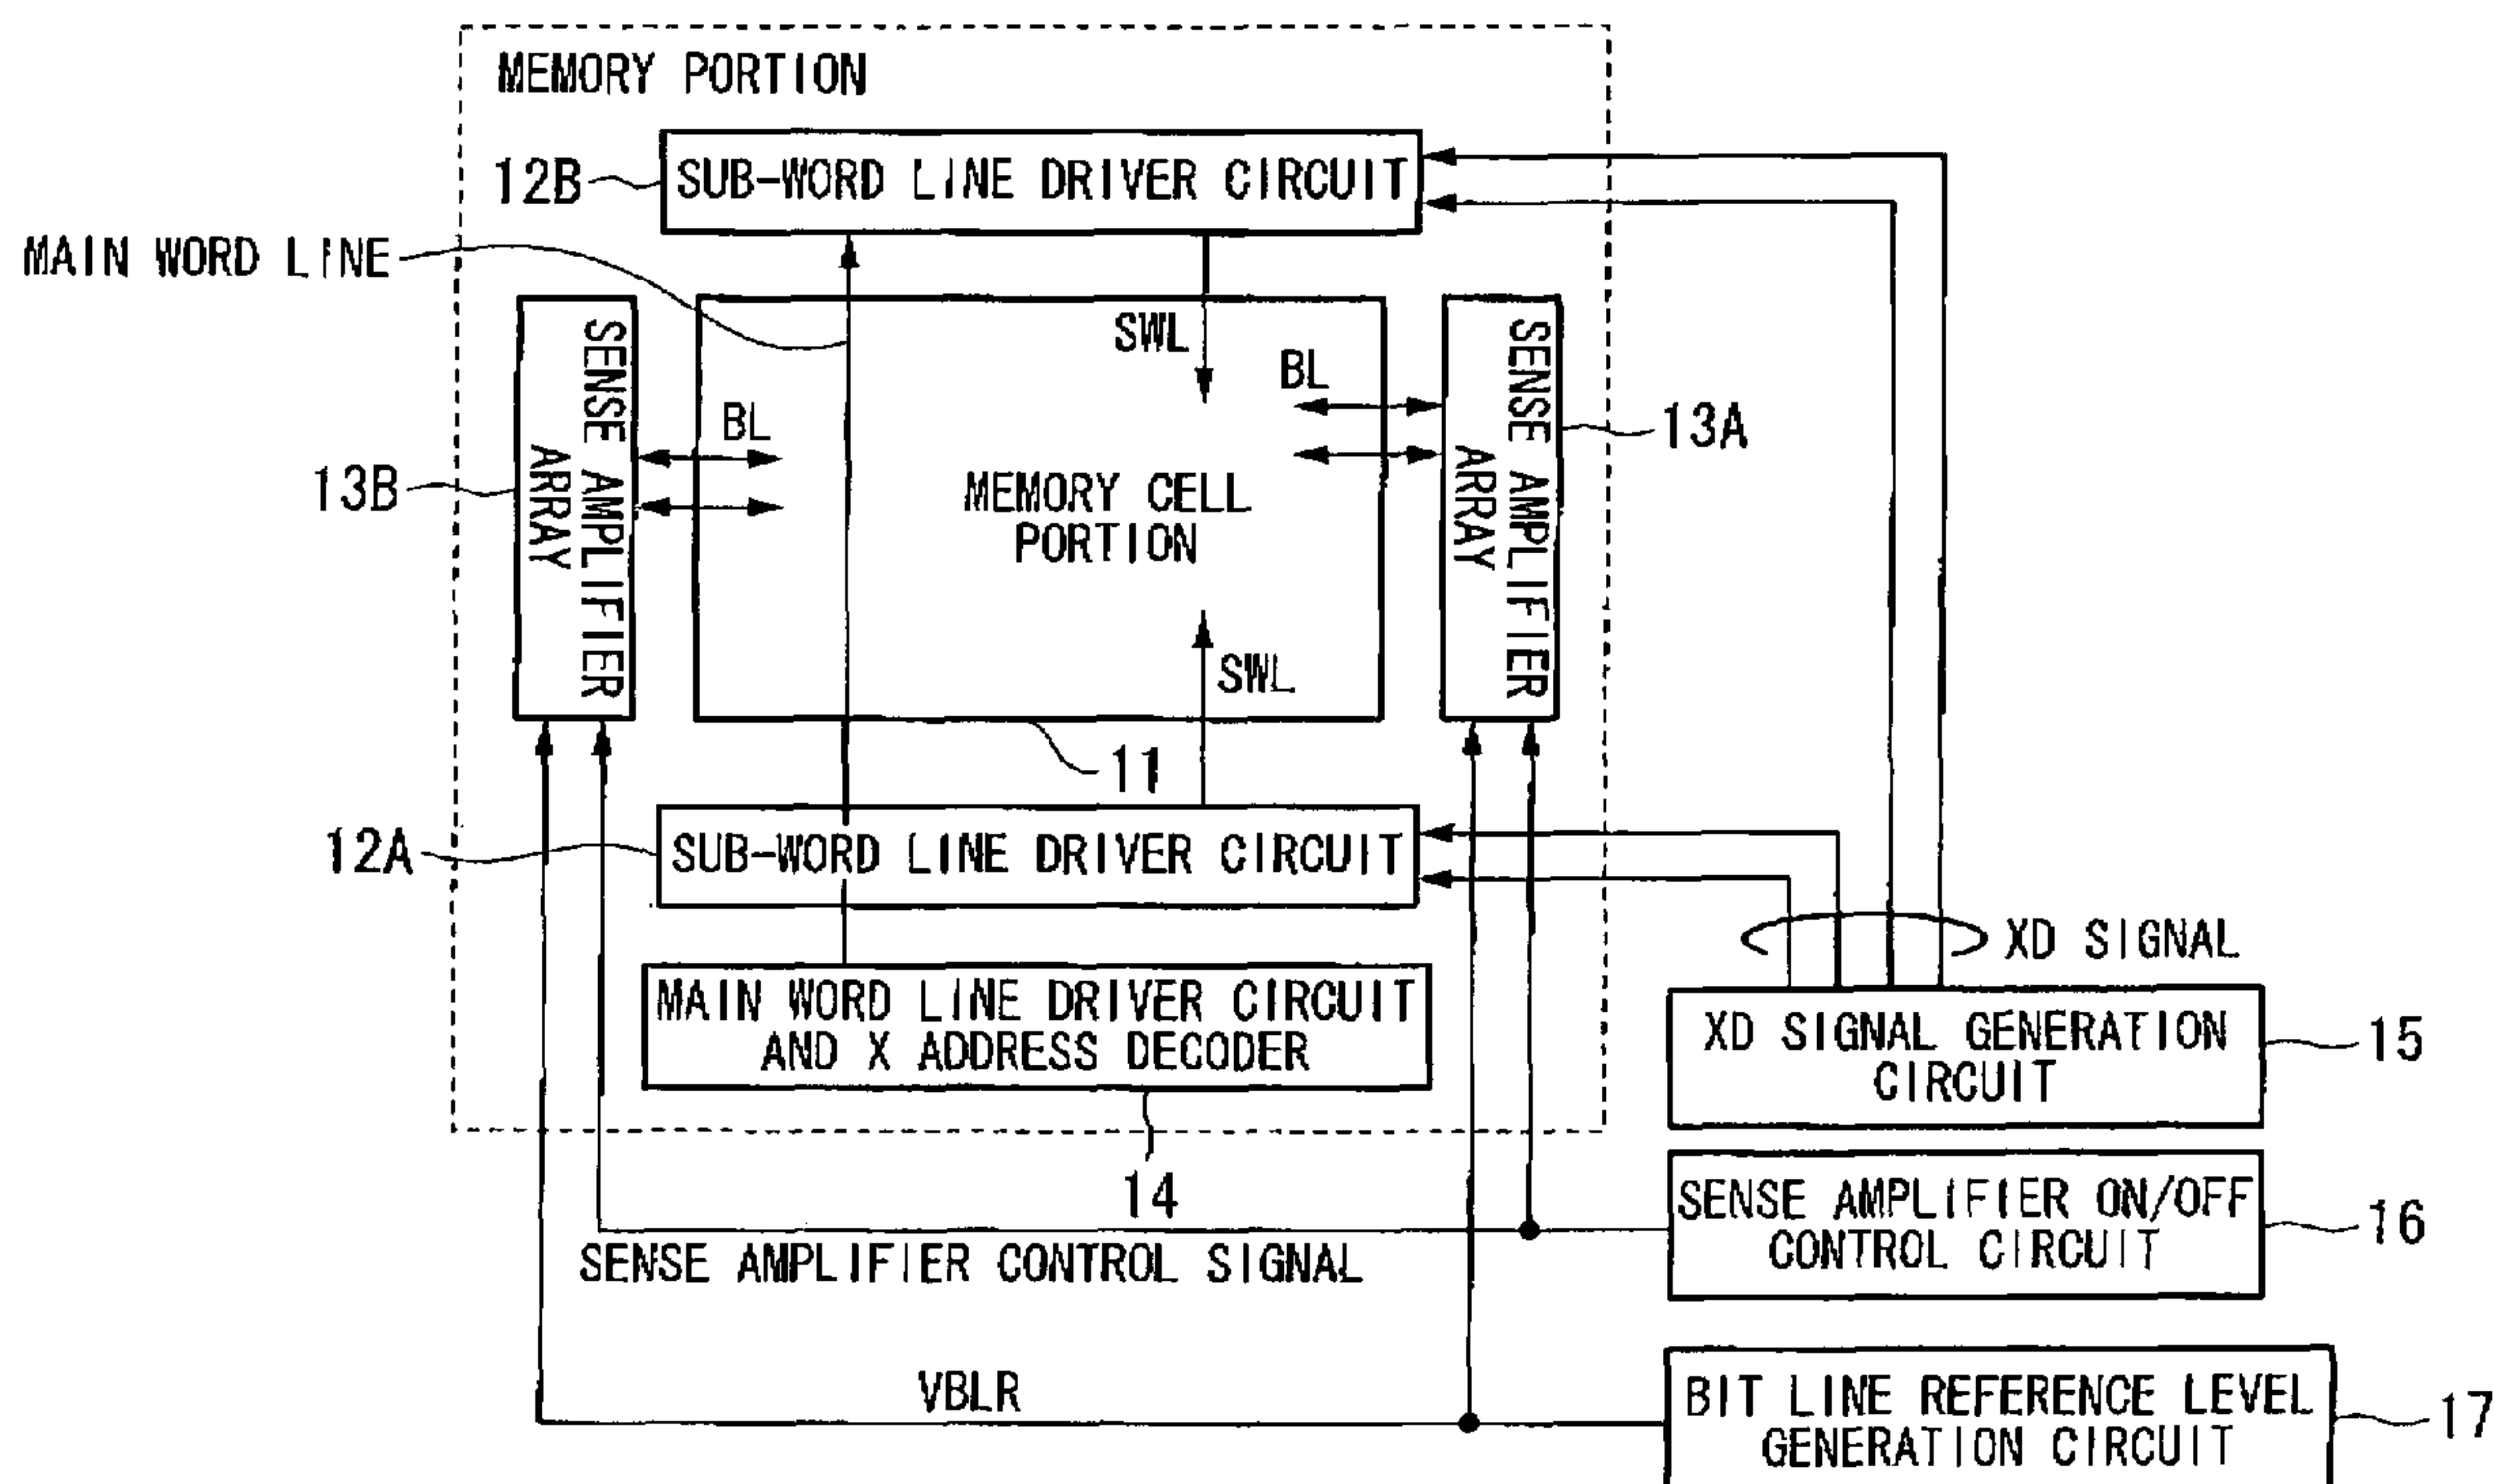 MEMORY PORTION
12B
SUB-WORD LINE DRIVER CIRCUIT
MAIN WORD LINE
SENSE AMPLIFIER
ARRAY
13B
BL
SWL
BL
MEMORY CELL
PORTION
SWL
SENSE AMPLIFIER
ARRAY
13A
11
12A
SUB-WORD LINE DRIVER CIRCUIT
XD SIGNAL
MAIN WORD LINE DRIVER CIRCUIT
AND X ADDRESS DECODER
14
XD SIGNAL GENERATION
CIRCUIT
15
SENSE AMPLIFIER ON/OFF
CONTROL CIRCUIT
16
SENSE AMPLIFIER CONTROL SIGNAL
VBLR
BIT LINE REFERENCE LEVEL
GENERATION CIRCUIT
17